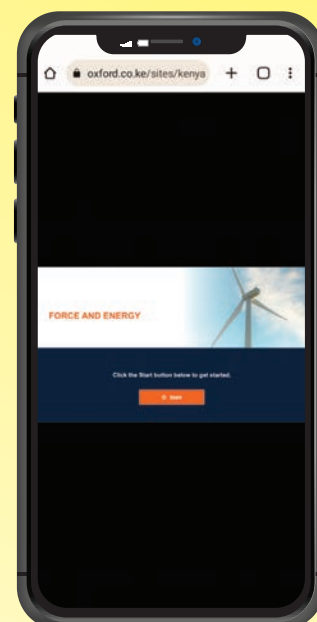 oxford.co.ke/sites/kenya
FORCE AND ENERGY
Click the Start button below to get started.
Start